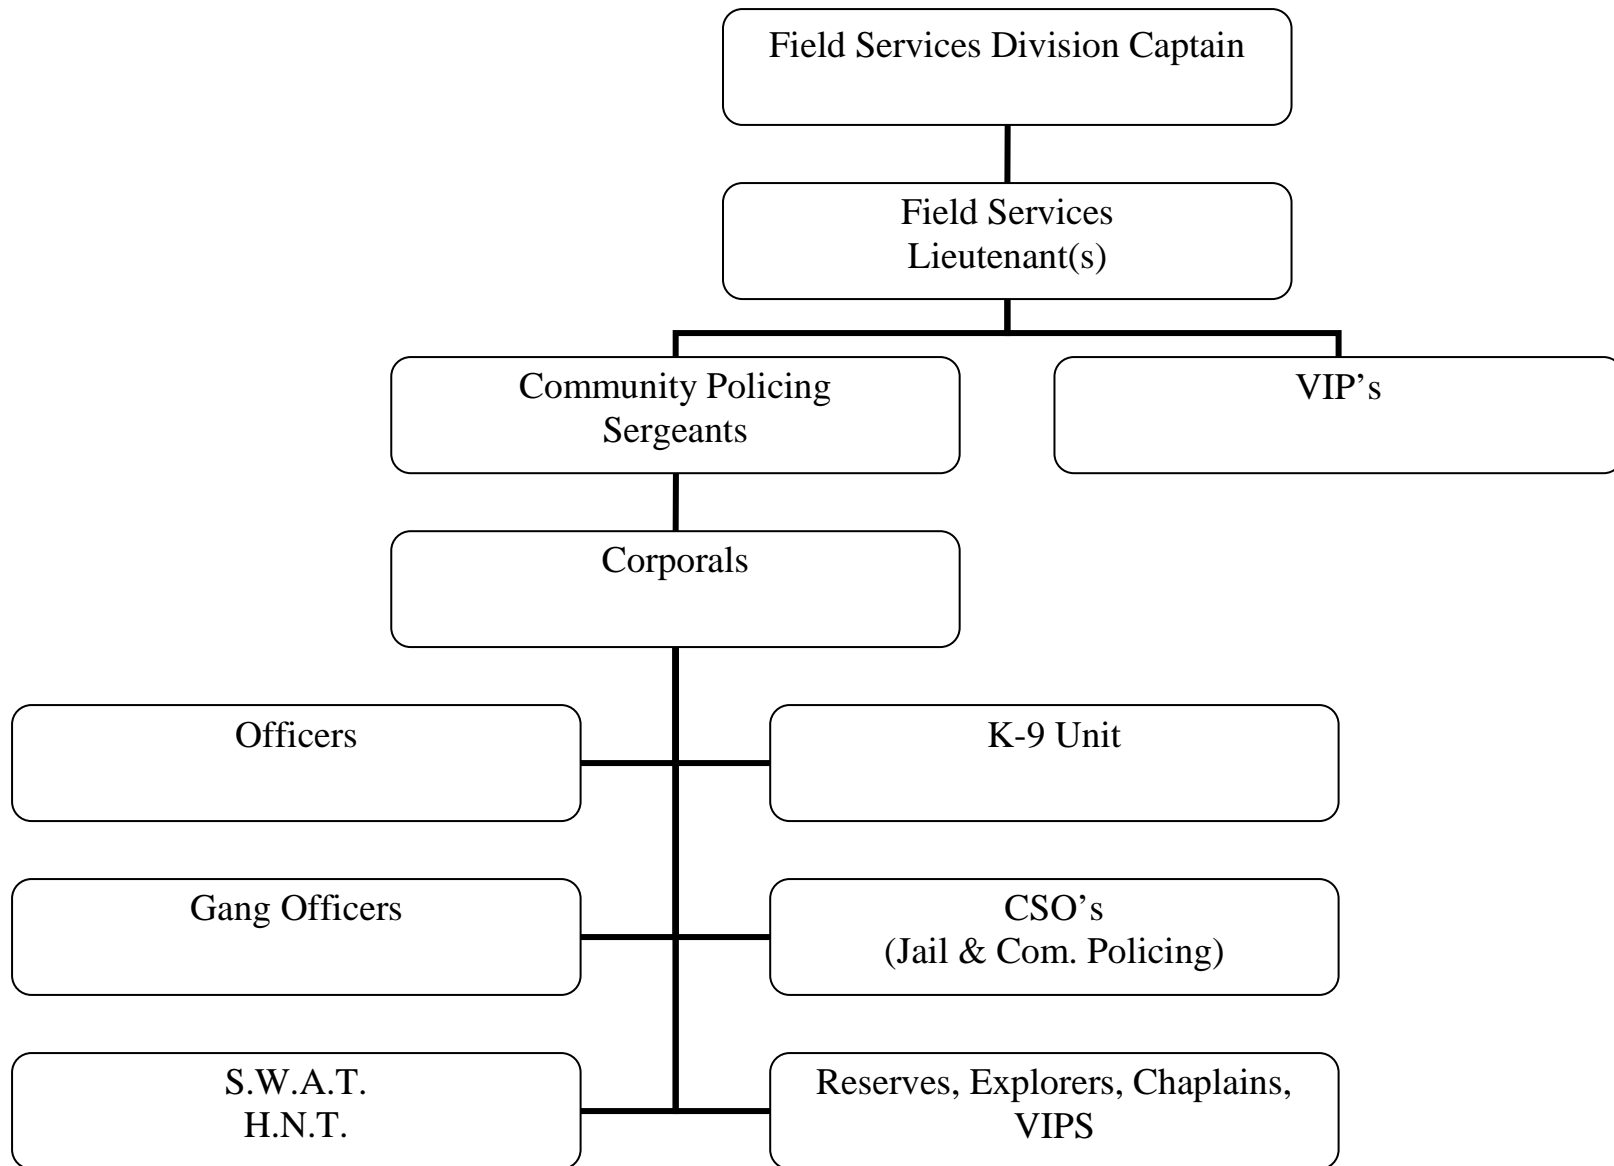 Field Services Division Captain
Field Services
Lieutenant(s)
Community Policing
Sergeants
VIP’s
Corporals
Officers
K-9 Unit
Gang Officers
CSO’s
(Jail & Com. Policing)
S.W.A.T.
H.N.T.
Reserves, Explorers, Chaplains,
VIPS